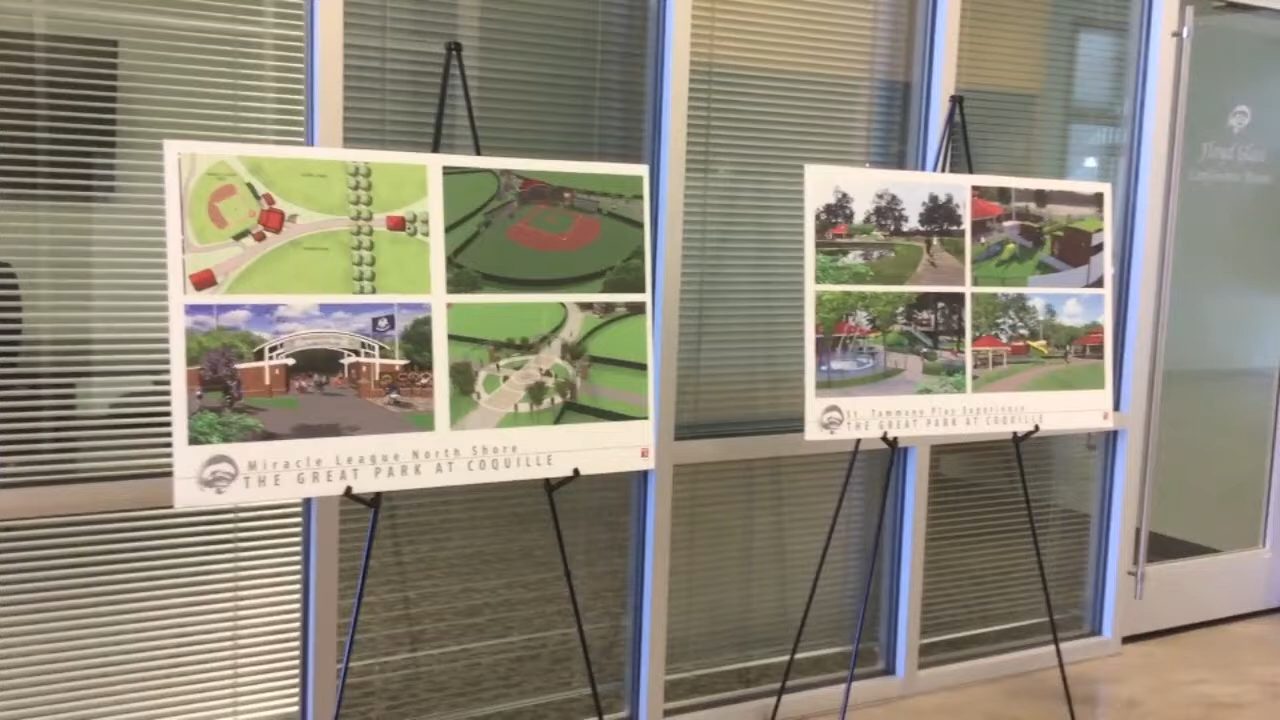 Miracle League North Shore
THE GREAT PARK AT COQUILLE
St. Tammany Play Experience
THE GREAT PARK AT COQUILLE